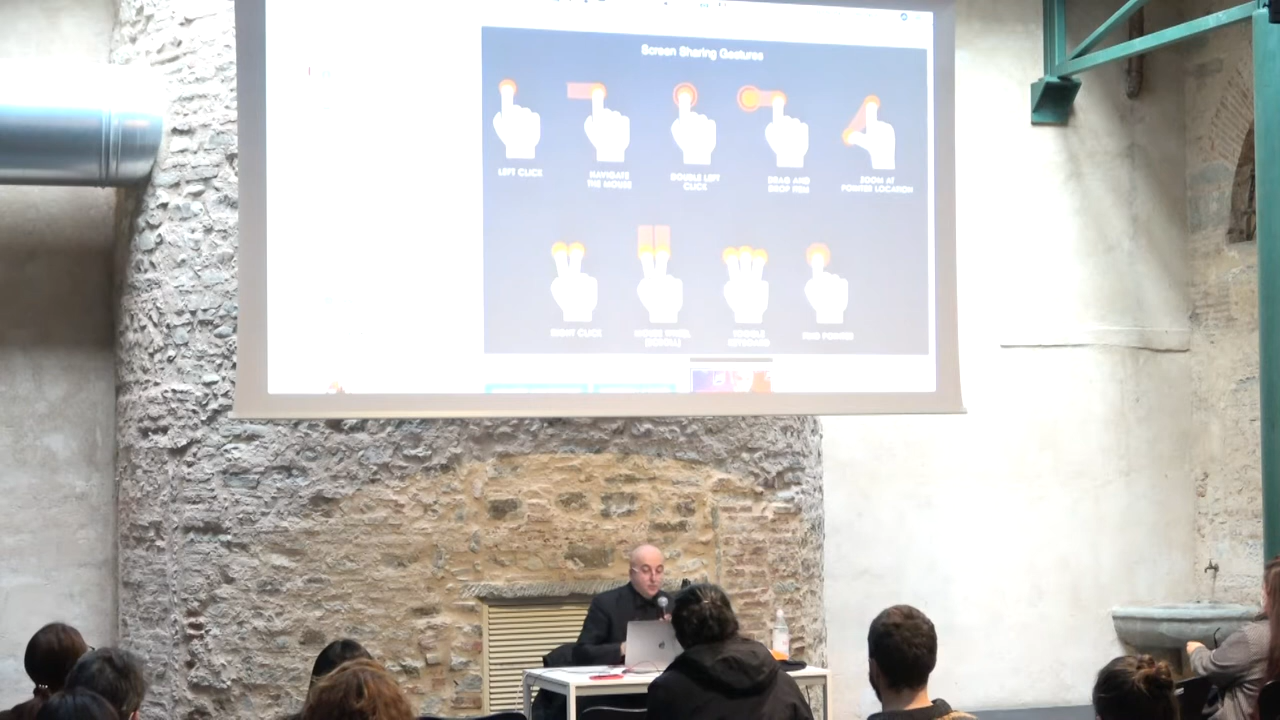 Screen Sharing Gestures
LEFT CLICK
NAVIGATE
THE MOUSE
DOUBLE LEFT
CLICK
DRAG AND
DROP ITEM
ZOOM AT
POINTER LOCATION
RIGHT CLICK
MOUSE WHEEL
(SCROLL)
TOGGLE
KEYBOARD
FIND POINTER